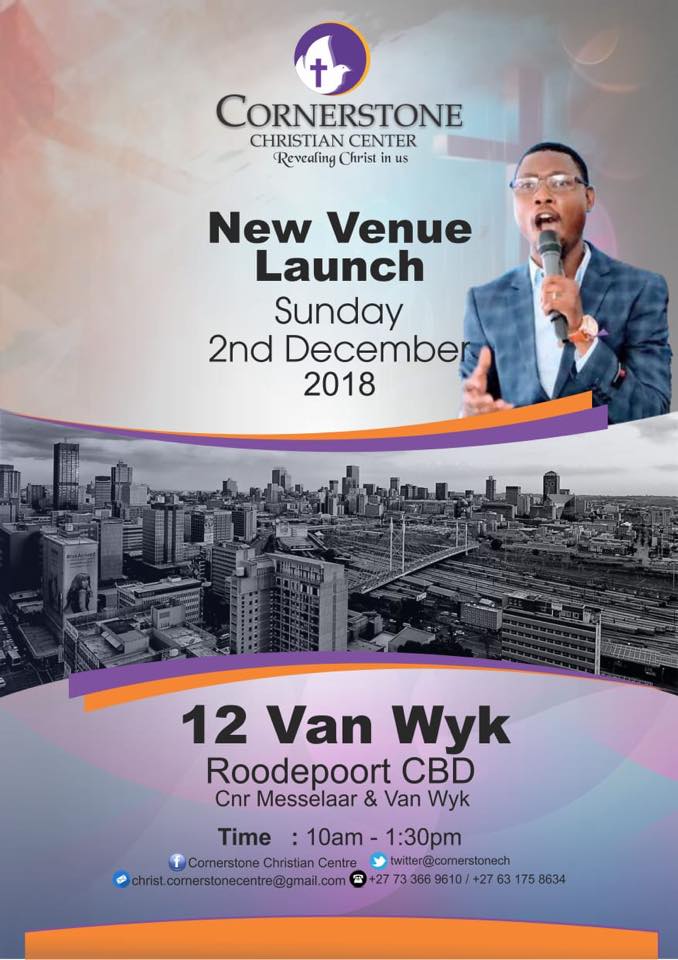 CORNERSTONE
CHRISTIAN CENTER
Revealing Christ in us
New Venue
Launch
Sunday
2nd December
2018
12 Van Wyk
Roodepoort CBD
Cnr Messelaar & Van Wyk
Time : 10am - 1:30pm
Cornerstone Christian Centre twitter@cornerstonech
christ.cornerstonecentre@gmail.com +27 73 366 9610 / +27 63 175 8634